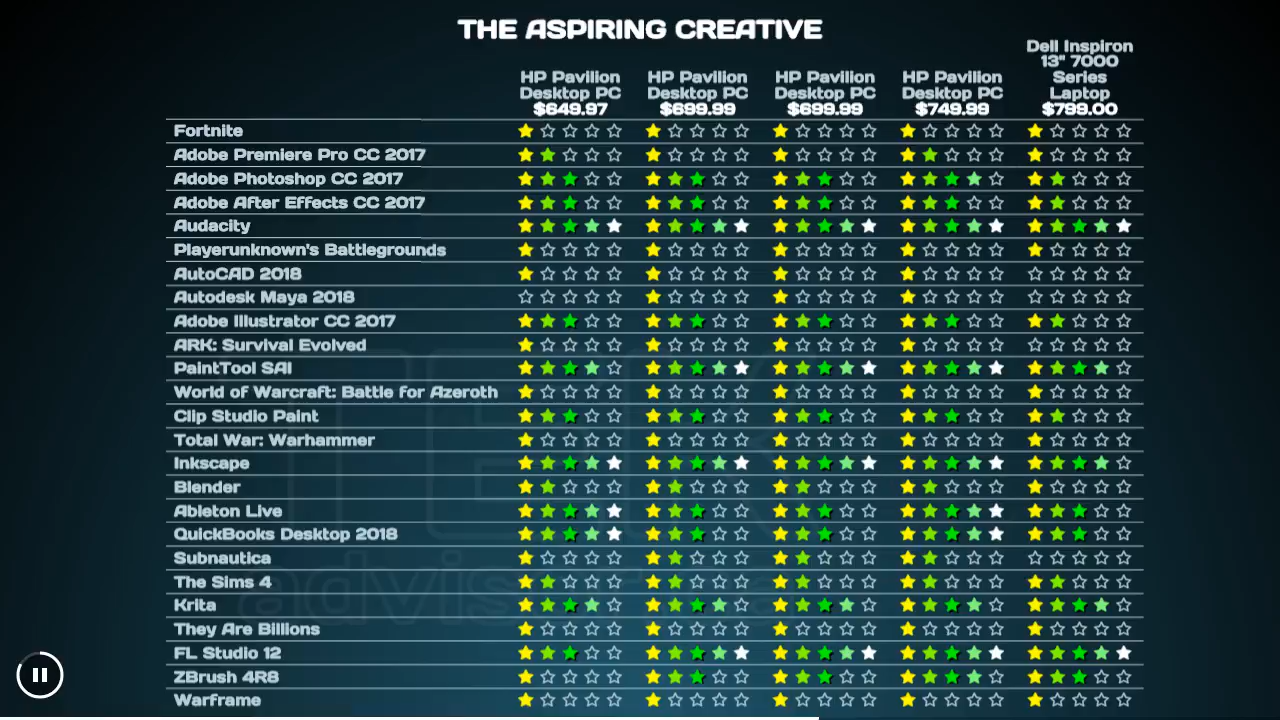 THE ASPIRING CREATIVE
HP Pavilion Desktop PC $649.97
HP Pavilion Desktop PC $699.99
HP Pavilion Desktop PC $699.99
HP Pavilion Desktop PC $749.99
Dell Inspiron 13" 7000 Series Laptop $799.00
Fortnite
Adobe Premiere Pro CC 2017
Adobe Photoshop CC 2017
Adobe After Effects CC 2017
Audacity
Playerunknown's Battlegrounds
AutoCAD 2018
Autodesk Maya 2018
Adobe Illustrator CC 2017
ARK: Survival Evolved
PaintTool SAI
World of Warcraft: Battle for Azeroth
Clip Studio Paint
Total War: Warhammer
Inkscape
Blender
Ableton Live
QuickBooks Desktop 2018
Subnautica
The Sims 4
Krita
They Are Billions
FL Studio 12
ZBrush 4R8
Warframe